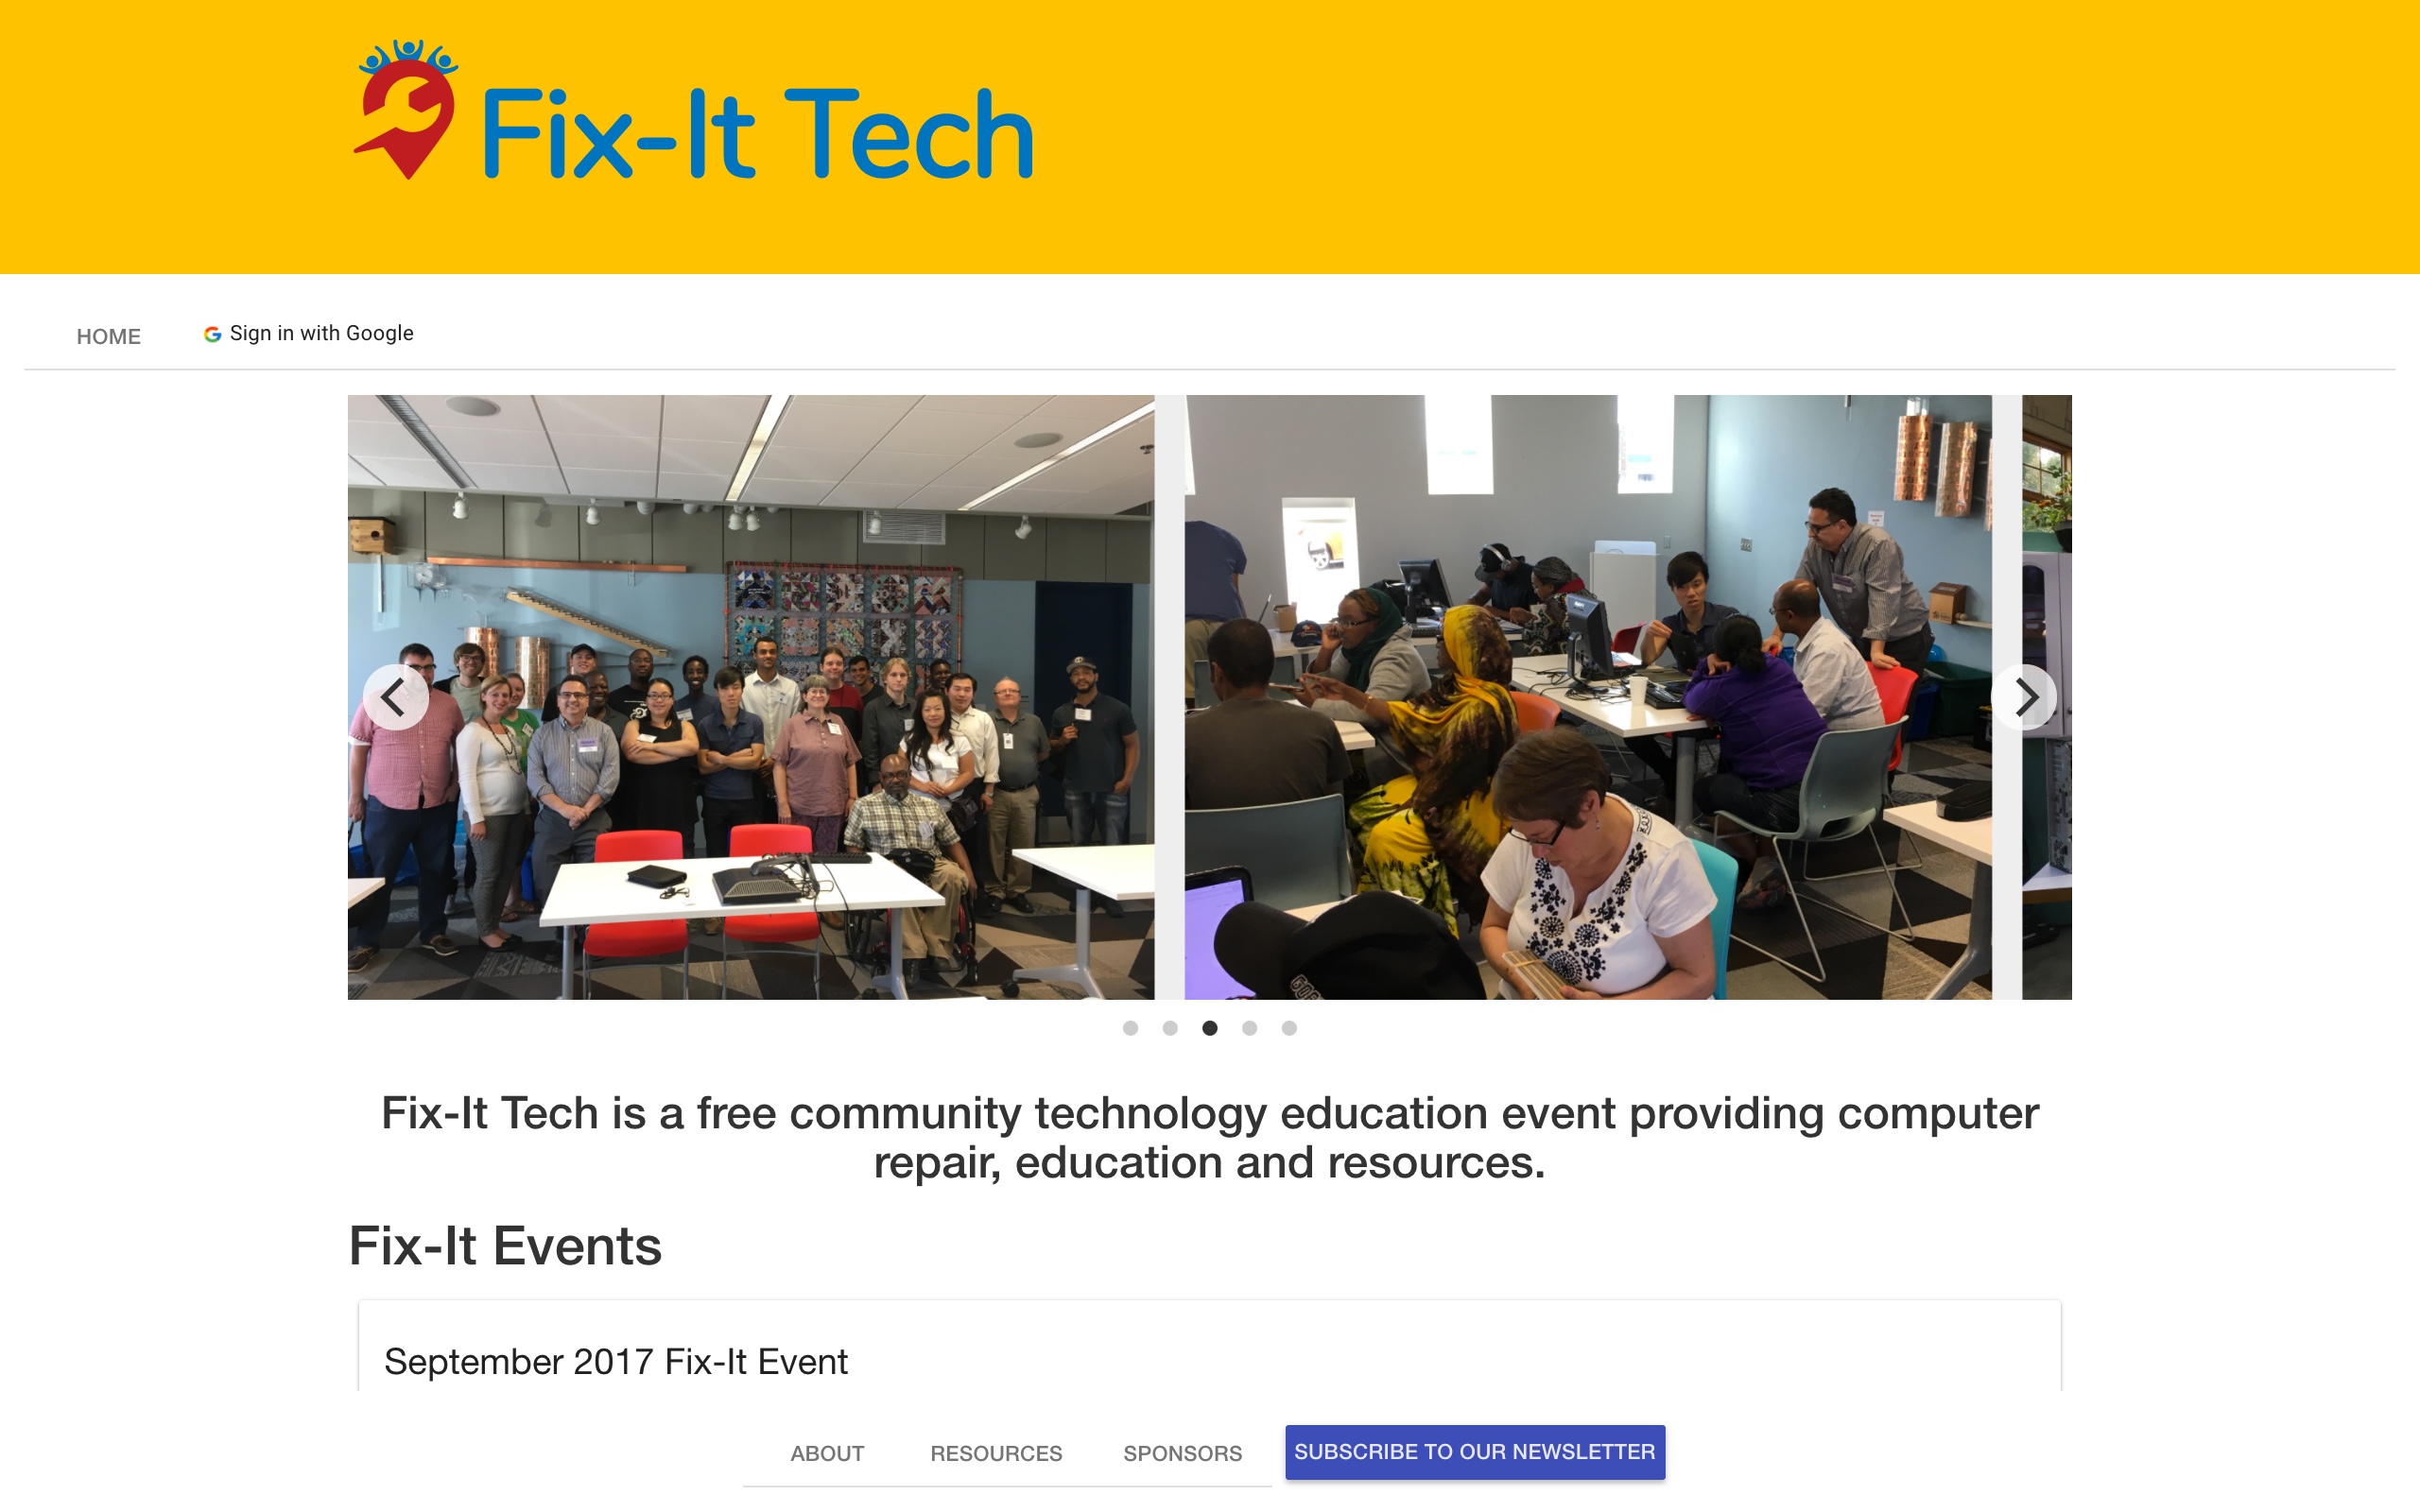 Fix-It Tech
HOME
Sign in with Google
Fix-It Tech is a free community technology education event providing computer
repair, education and resources.
Fix-It Events
September 2017 Fix-It Event
ABOUT
RESOURCES
SPONSORS
SUBSCRIBE TO OUR NEWSLETTER